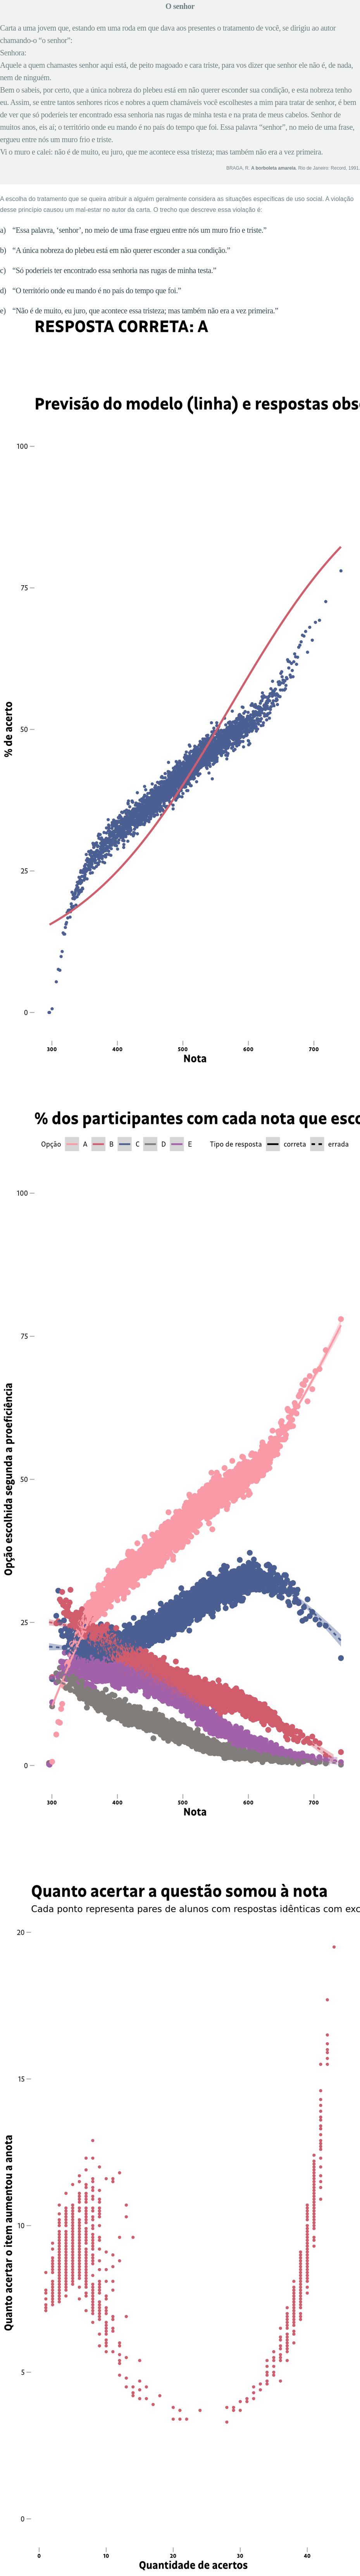 O senhor
Carta a uma jovem que, estando em uma roda em que dava aos presentes o tratamento de você, se dirigiu ao autor
chamando-o “o senhor”:
Senhora:
Aquele a quem chamastes senhor aqui está, de peito magoado e cara triste, para vos dizer que senhor ele não é, de nada,
nem de ninguém.
Bem o sabeis, por certo, que a única nobreza do plebeu está em não querer esconder sua condição, e esta nobreza tenho
eu. Assim, se entre tantos senhores ricos e nobres a quem chamáveis você escolhestes a mim para tratar de senhor, é bem
de ver que só poderíeis ter encontrado essa senhoria nas rugas de minha testa e na prata de meus cabelos. Senhor de
muitos anos, eis aí; o território onde eu mando é no país do tempo que foi. Essa palavra “senhor”, no meio de uma frase,
ergueu entre nós um muro frio e triste.
Vi o muro e calei: não é de muito, eu juro, que me acontece essa tristeza; mas também não era a vez primeira.
BRAGA, R. A borboleta amarela. Rio de Janeiro: Record, 1991.
A escolha do tratamento que se queira atribuir a alguém geralmente considera as situações específicas de uso social. A violação
desse princípio causou um mal-estar no autor da carta. O trecho que descreve essa violação é:
a) “Essa palavra, ‘senhor’, no meio de uma frase ergueu entre nós um muro frio e triste.”
b) “A única nobreza do plebeu está em não querer esconder a sua condição.”
c) “Só poderíeis ter encontrado essa senhoria nas rugas de minha testa.”
d) “O território onde eu mando é no país do tempo que foi.”
e) “Não é de muito, eu juro, que acontece essa tristeza; mas também não era a vez primeira.”
RESPOSTA CORRETA: A
Previsão do modelo (linha) e respostas obs
100
75
50
25
0
% de acerto
300 400 500 600 700
Nota
% dos participantes com cada nota que esco
Opção A B C D E Tipo de resposta correta errada
100
75
50
25
0
Opção escolhida segunda a proeficiência
300 400 500 600 700
Nota
Quanto acertar a questão somou à nota
Cada ponto representa pares de alunos com respostas idênticas com exc
20
15
10
5
0
Quanto acertar o item aumentou a anota
0 10 20 30 40
Quantidade de acertos